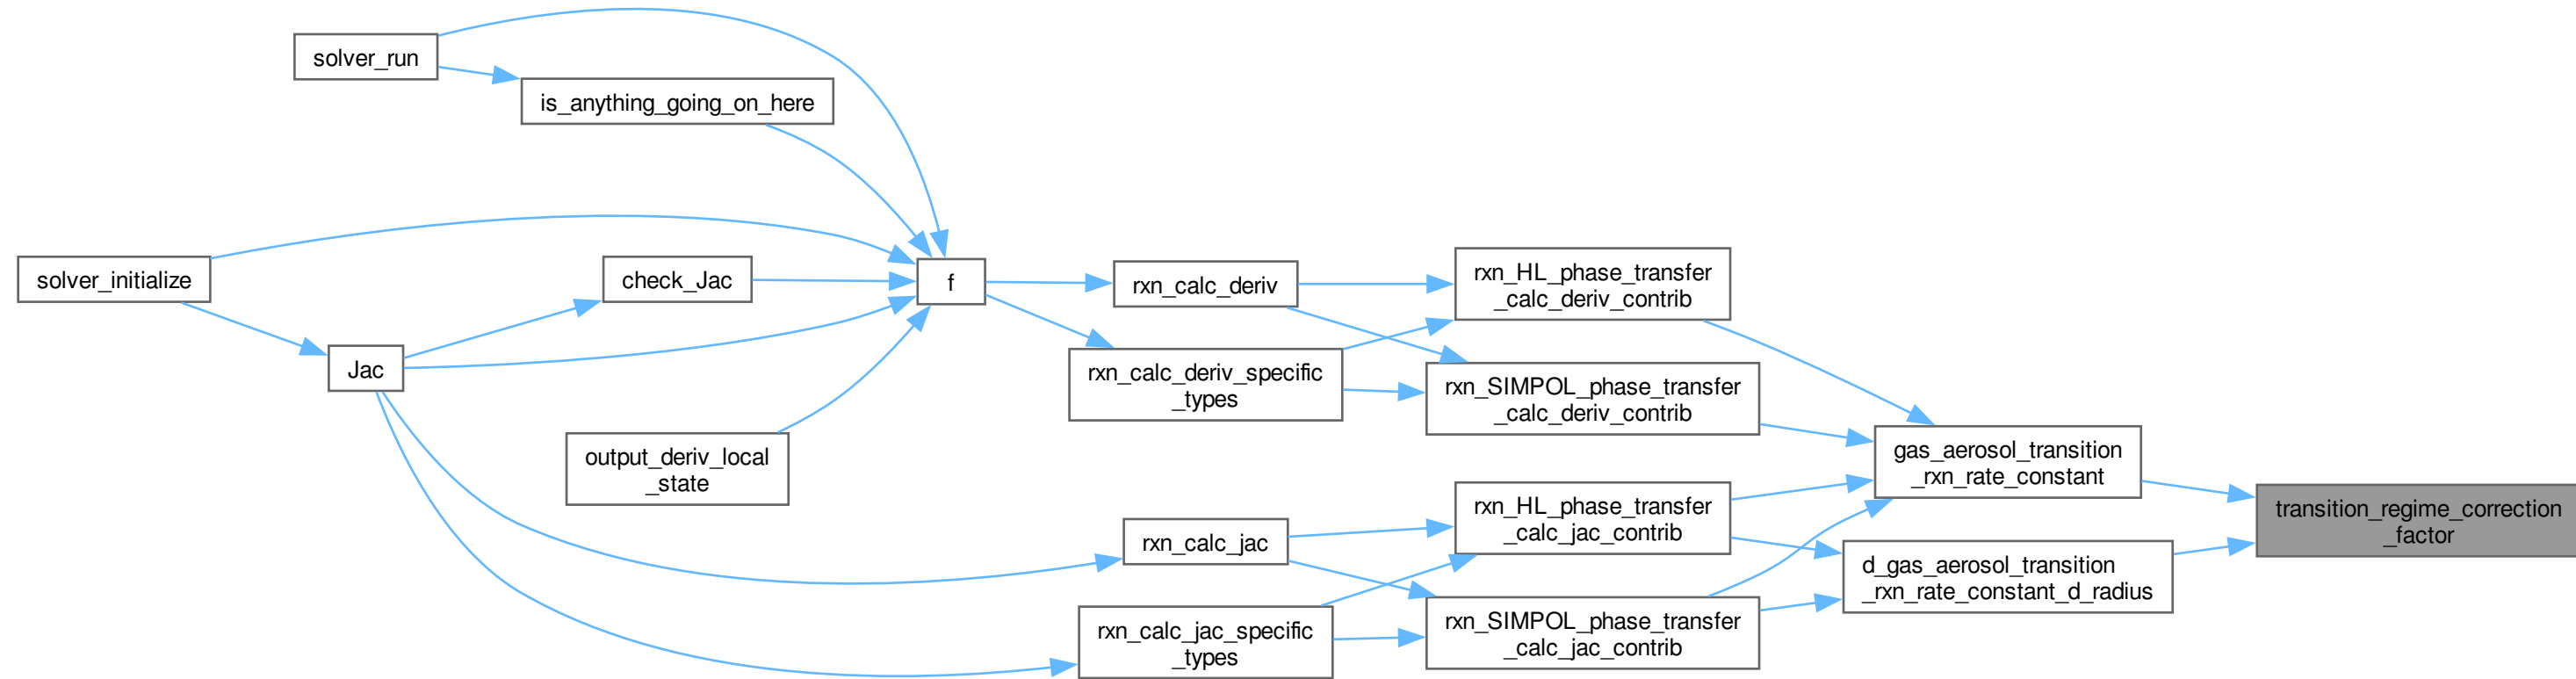 solver_run
is_anything_going_on_here
solver_initialize
check_Jac
f
Jac
output_deriv_local
_state
rxn_calc_deriv
rxn_calc_deriv_specific
_types
rxn_HL_phase_transfer
_calc_deriv_contrib
rxn_SIMPOL_phase_transfer
_calc_deriv_contrib
rxn_calc_jac
rxn_calc_jac_specific
_types
rxn_HL_phase_transfer
_calc_jac_contrib
rxn_SIMPOL_phase_transfer
_calc_jac_contrib
gas_aerosol_transition
_rxn_rate_constant
d_gas_aerosol_transition
_rxn_rate_constant_d_radius
transition_regime_correction
_factor